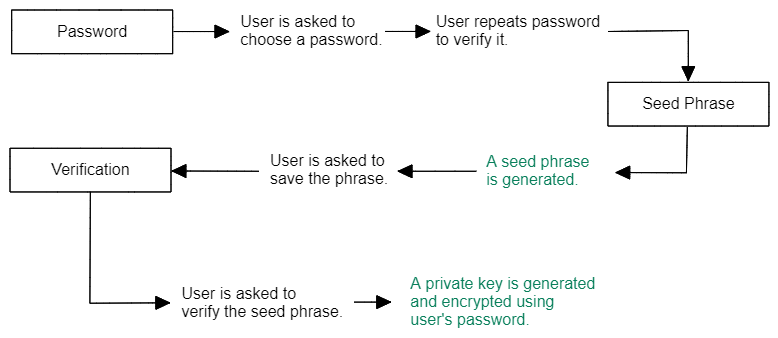 Password
User is asked to
choose a password.
User repeats password
to verify it.
Seed Phrase
A seed phrase
is generated.
User is asked to
save the phrase.
Verification
User is asked to
verify the seed phrase.
A private key is generated
and encrypted using
user's password.